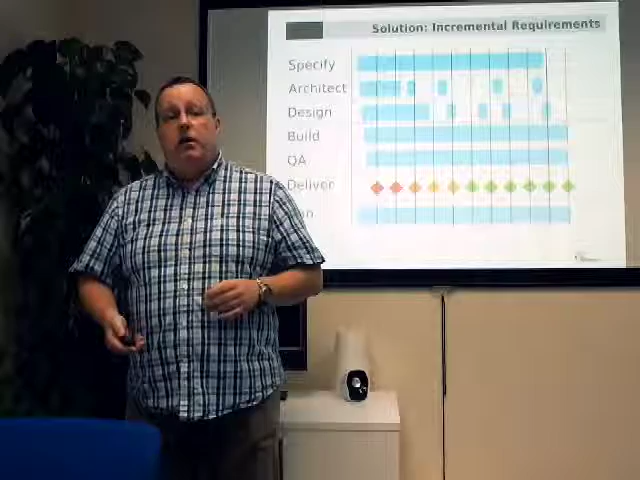 Solution: Incremental Requirements
Specify
Architect
Design
Build
QA
Deliver